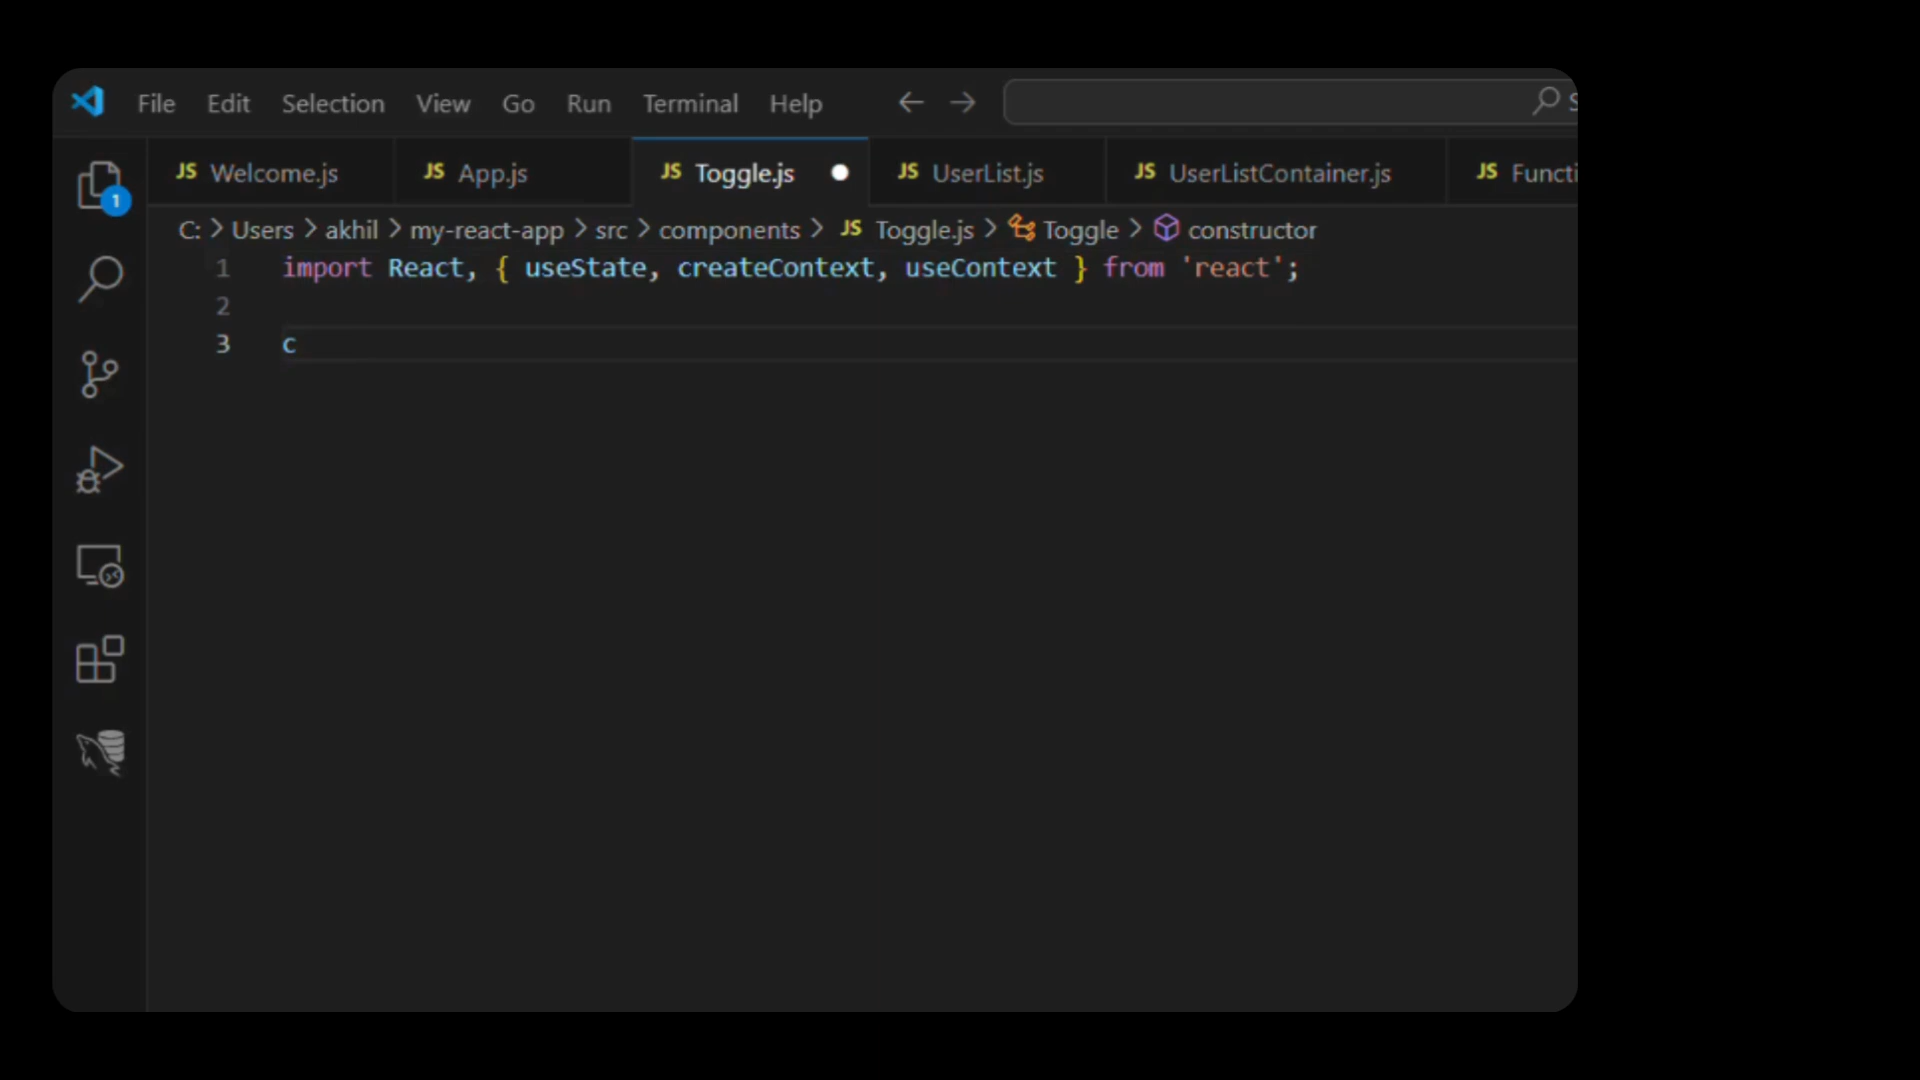 File Edit Selection View Go Run Terminal Help
JS Welcome.js JS App.js JS Toggle.js JS UserList.js JS UserListContainer.js JS Functi
1
C: > Users > akhil > my-react-app > src > components > JS Toggle.js > Toggle > constructor
1 import React, { useState, createContext, useContext } from 'react';
2
3 c